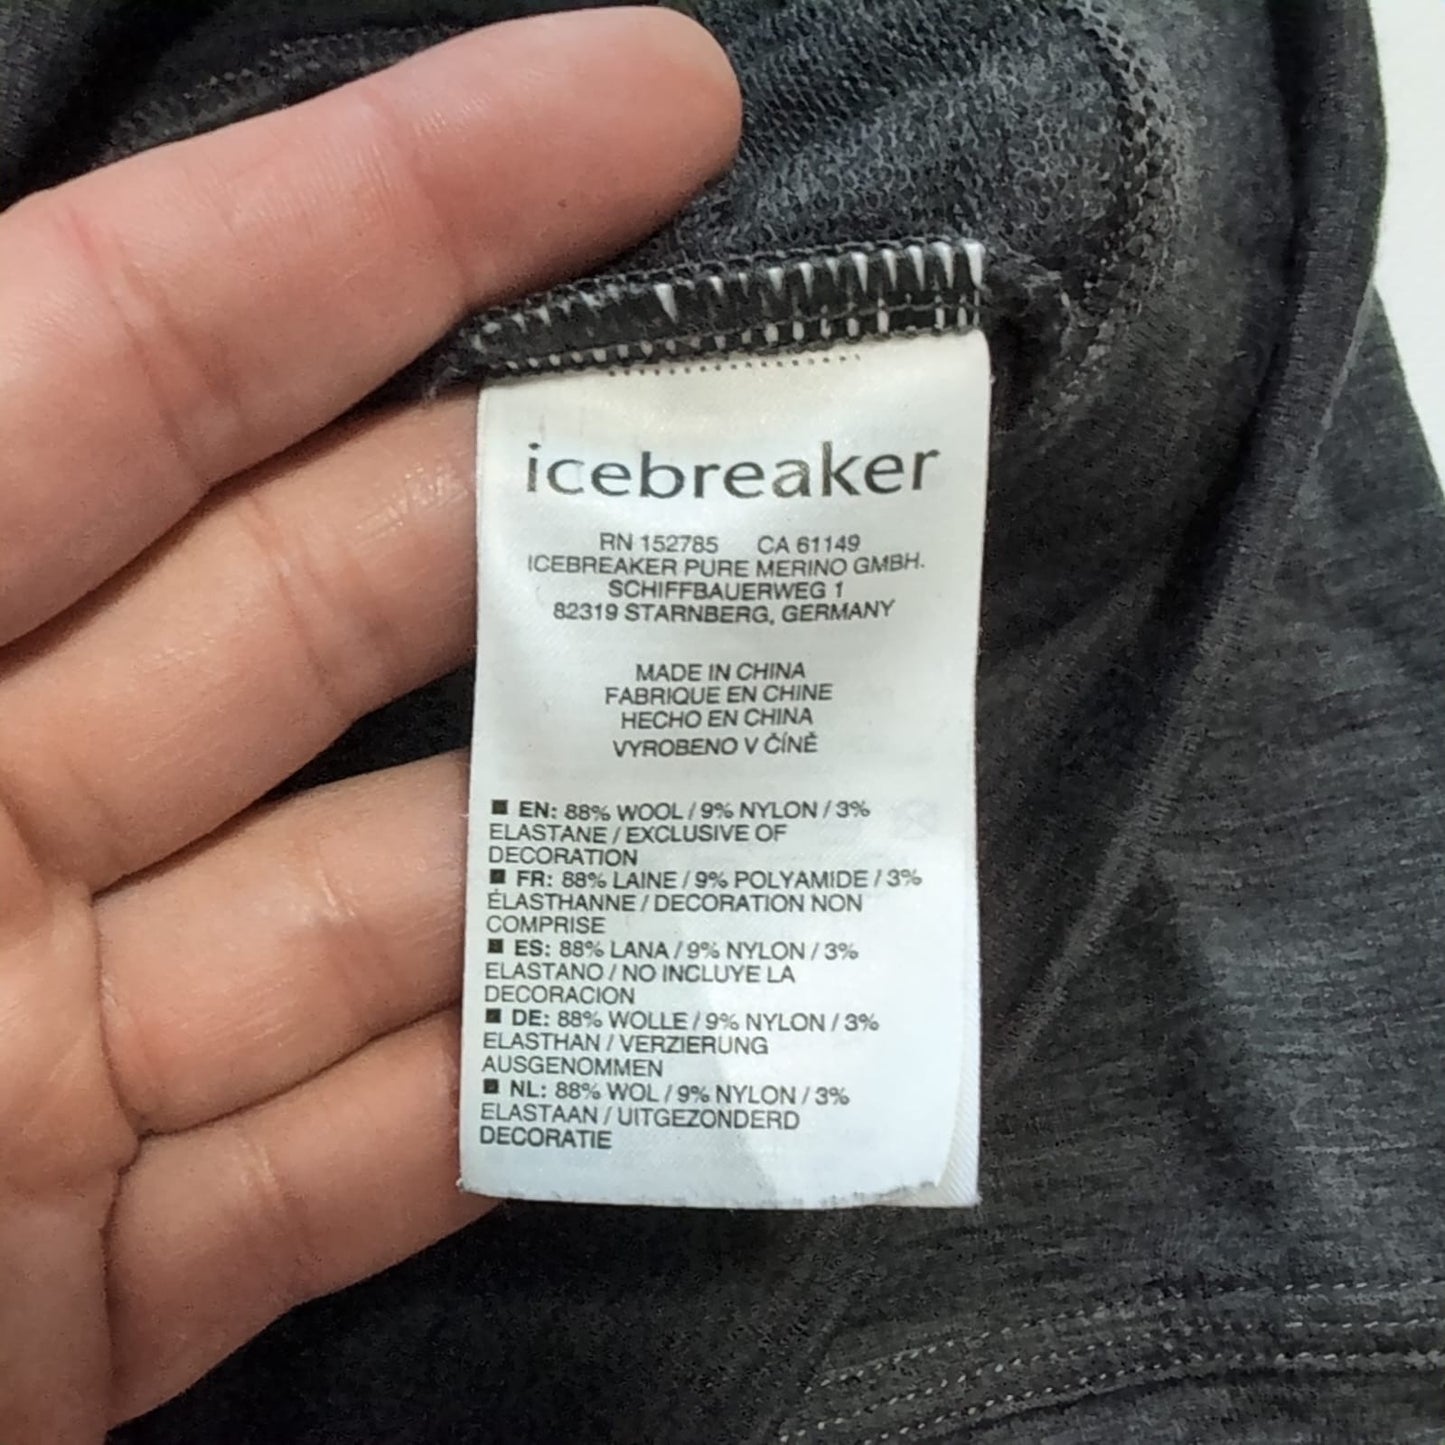 icebreaker
RN 152785 CA 61149
ICEBREAKER PURE MERINO GMBH.
SCHIFFBAUERWEG 1
82319 STARNBERG, GERMANY
MADE IN CHINA
FABRIQUE EN CHINE
HECHO EN CHINA
VYROBENO V ČÍNĚ
■ EN: 88% WOOL / 9% NYLON / 3%
ELASTANE / EXCLUSIVE OF
DECORATION
■ FR: 88% LAINE / 9% POLYAMIDE / 3%
ÉLASTHANNE / DECORATION NON
COMPRISE
■ ES: 88% LANA / 9% NYLON / 3%
ELASTANO / NO INCLUYE LA
DECORACION
■ DE: 88% WOLLE / 9% NYLON / 3%
ELASTHAN / VERZIERUNG
AUSGENOMMEN
■ NL: 88% WOL / 9% NYLON / 3%
ELASTAAN / UITGEZONDERD
DECORATIE